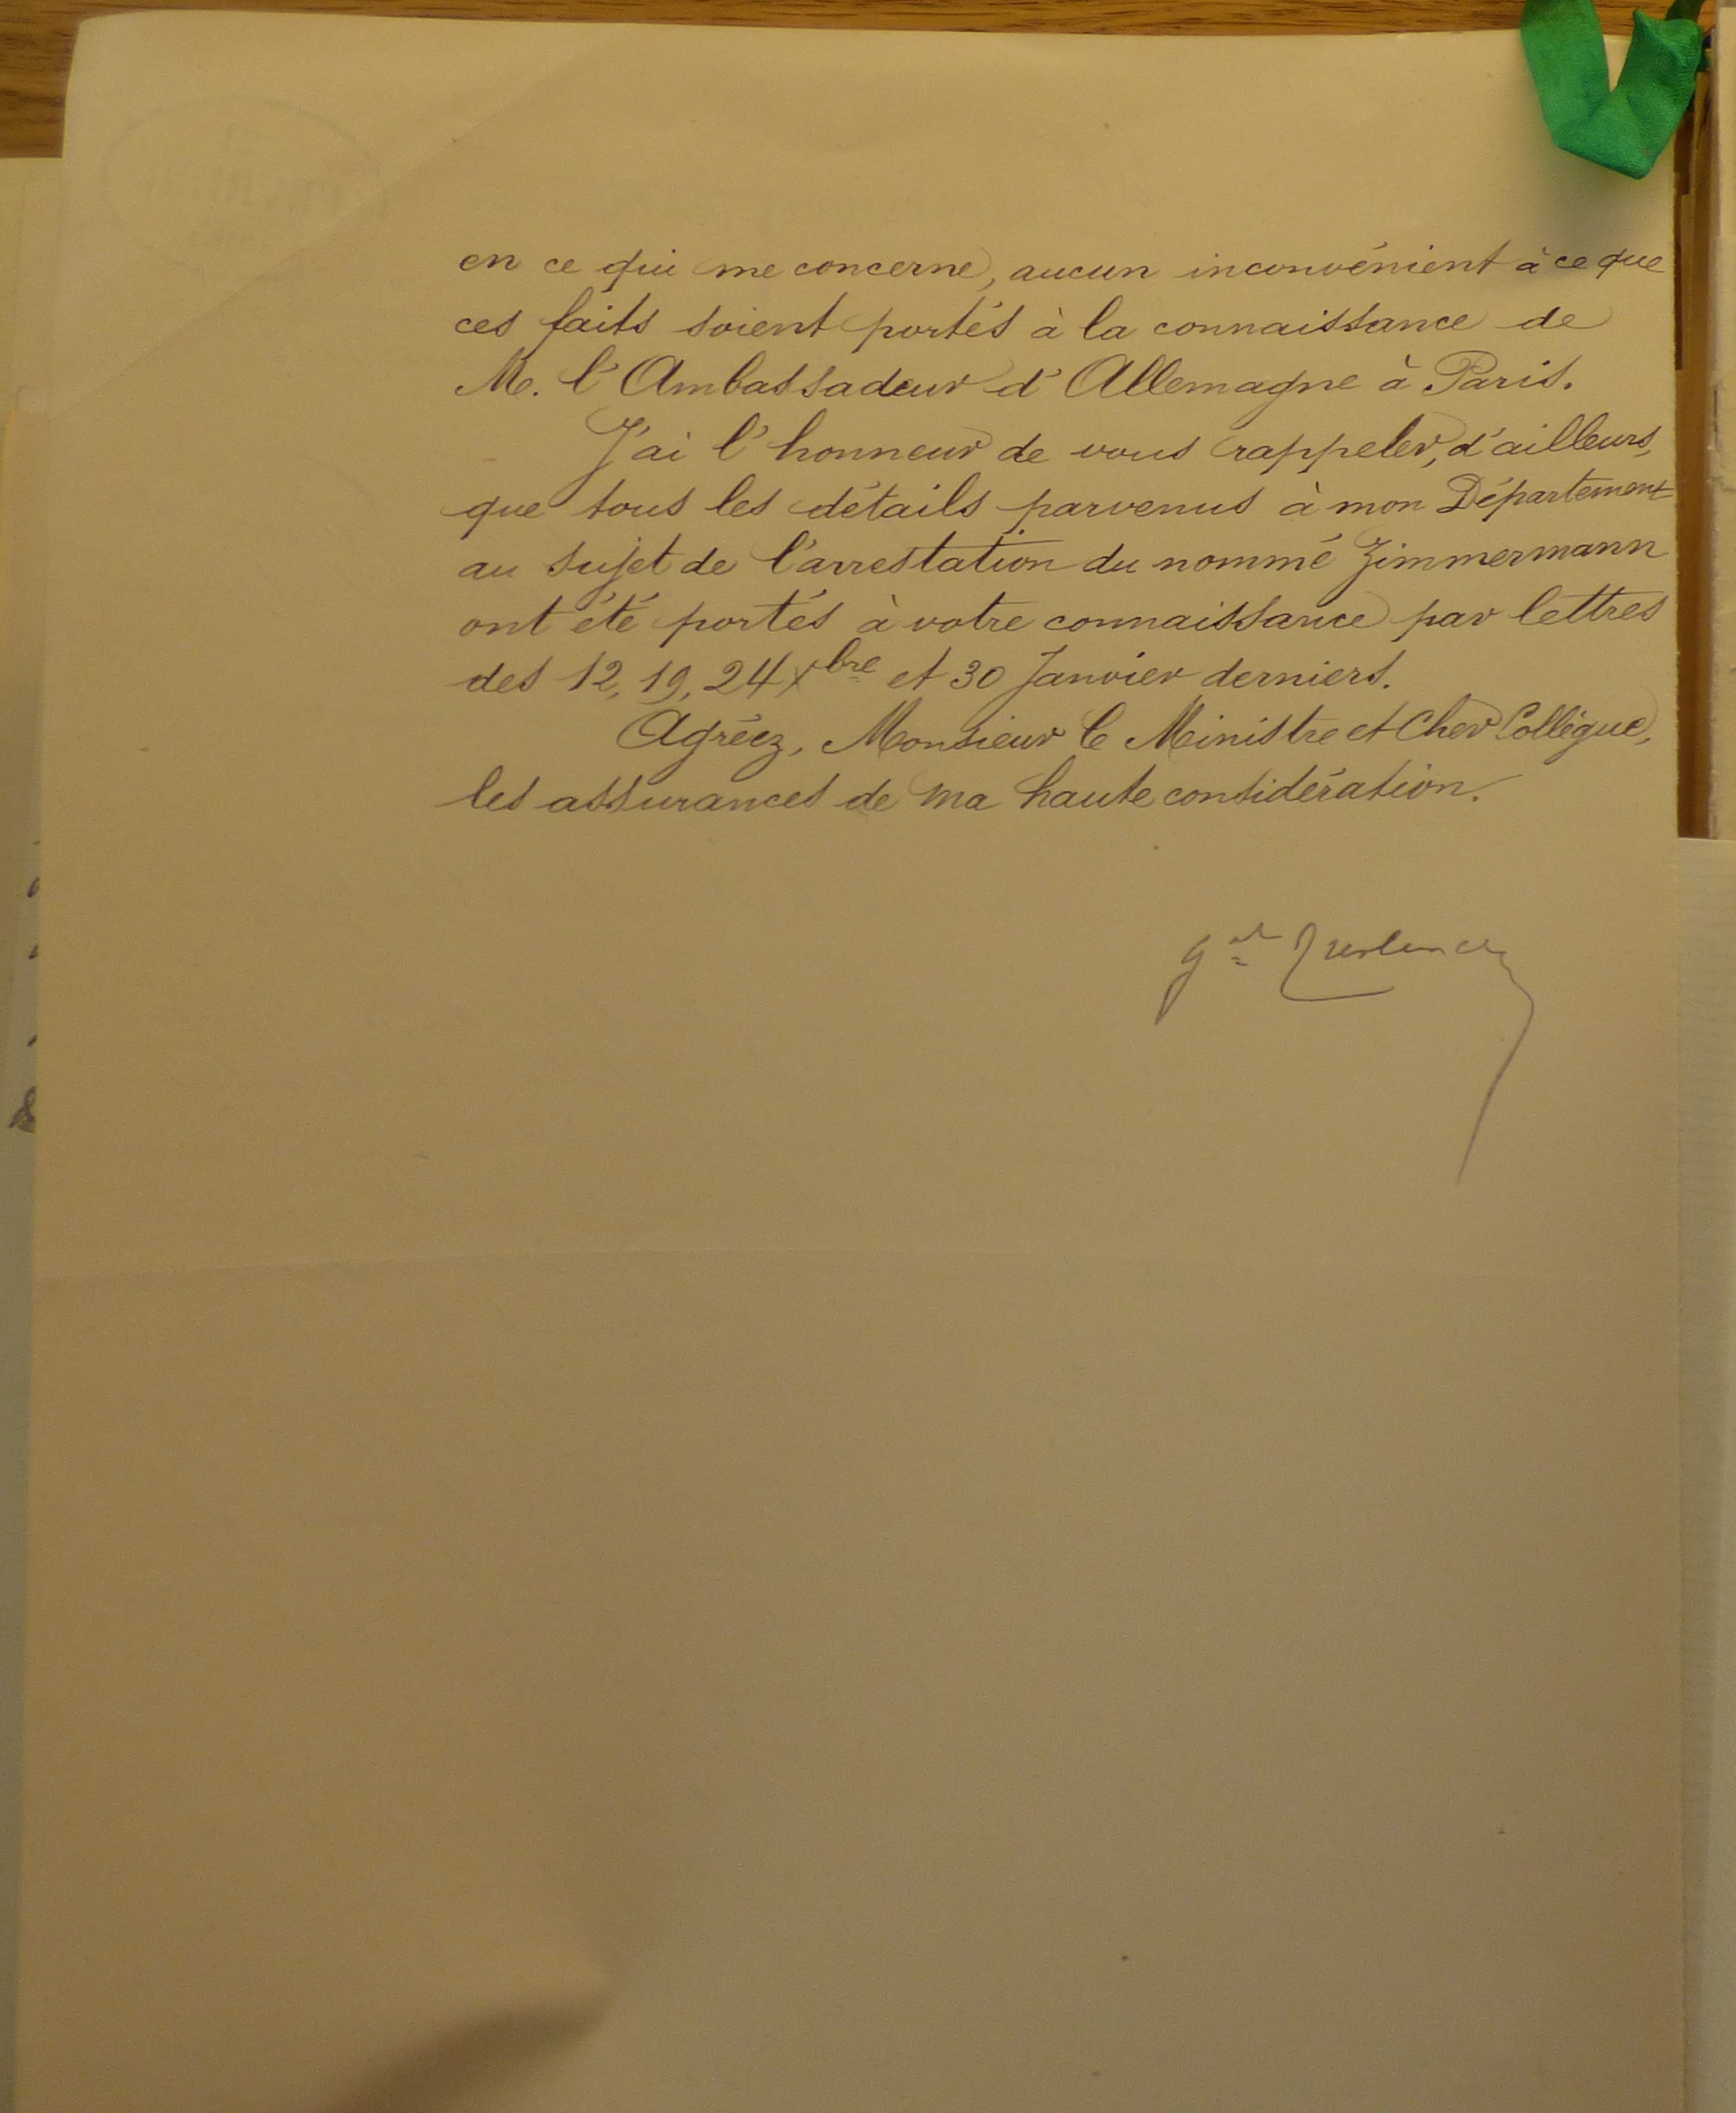 en ce qui me concerne, aucun inconvénient à ce que
ces faits soient portés à la connaissance de
M. l'Ambassadeur d'Allemagne à Paris.
J'ai l'honneur de vous rappeler, d'ailleurs,
que tous les détails parvenus à mon Département
au sujet de l'arrestation du nommé Zimmermann
ont été portés à votre connaissance par lettres
des 12, 19, 24 Xbre et 30 Janvier derniers.
Agréez, Monsieur le Ministre et Cher Collègue,
les assurances de ma haute considération.
gal